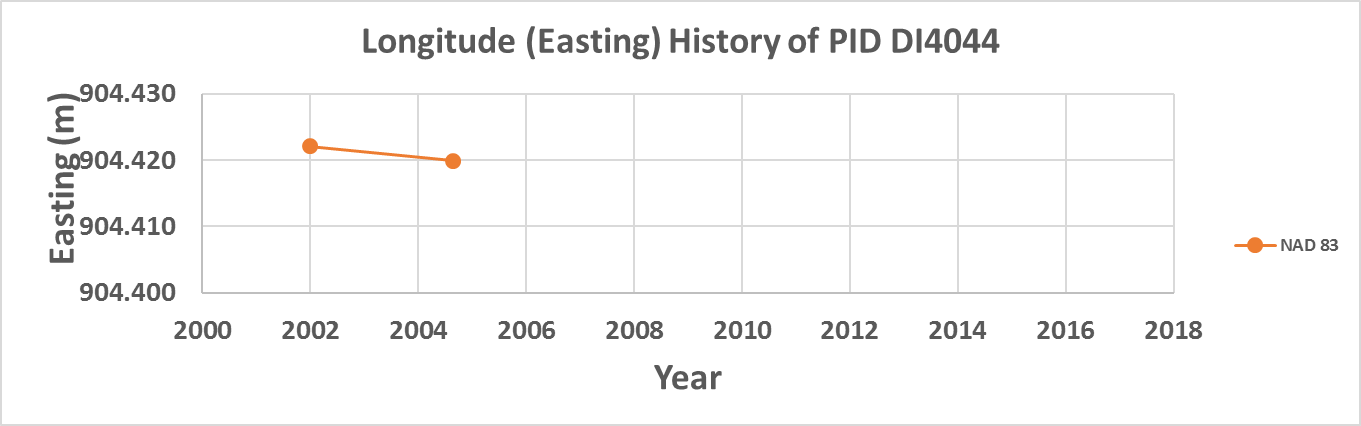 Longitude (Easting) History of PID DI4044
Easting (m)
904.430
904.420
904.410
904.400
2000 2002 2004 2006 2008 2010 2012 2014 2016 2018
Year
NAD 83